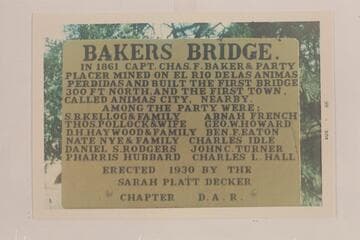 BAKERS BRIDGE.
IN 1861 CAPT. CHAS. F. BAKER & PARTY
PLACER MINED ON EL RIO DE LAS ANIMAS
PERDIDAS AND BUILT THE FIRST BRIDGE
300 FT NORTH, AND THE FIRST TOWN,
CALLED ANIMAS CITY, NEARBY.
AMONG THE PARTY WERE:
S.B. KELLOG & FAMILY ABNAH FRENCH
THOS. POLLOCK & WIFE GEO. W. HOWARD
D.H. HAYWOOD & FAMILY BEN. F. EATON
NATE NYE & FAMILY CHARLES IDLE
DANIEL S. RODGERS JOHN C. TURNER
PHARRIS HUBBARD CHARLES L. HALL
ERECTED 1930 BY THE
SARAH PLATT DECKER
CHAPTER D.A.R.